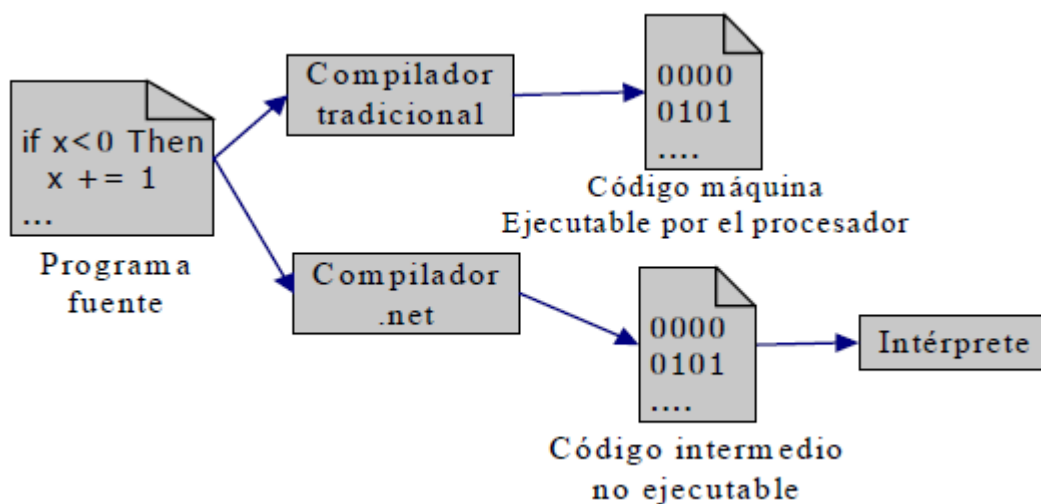 if x<0 Then
x += 1
...
Programa
fuente
Compilador
tradicional
0000
0101
....
Código máquina
Ejecutable por el procesador
Compilador
.net
0000
0101
....
Código intermedio
no ejecutable
Intérprete